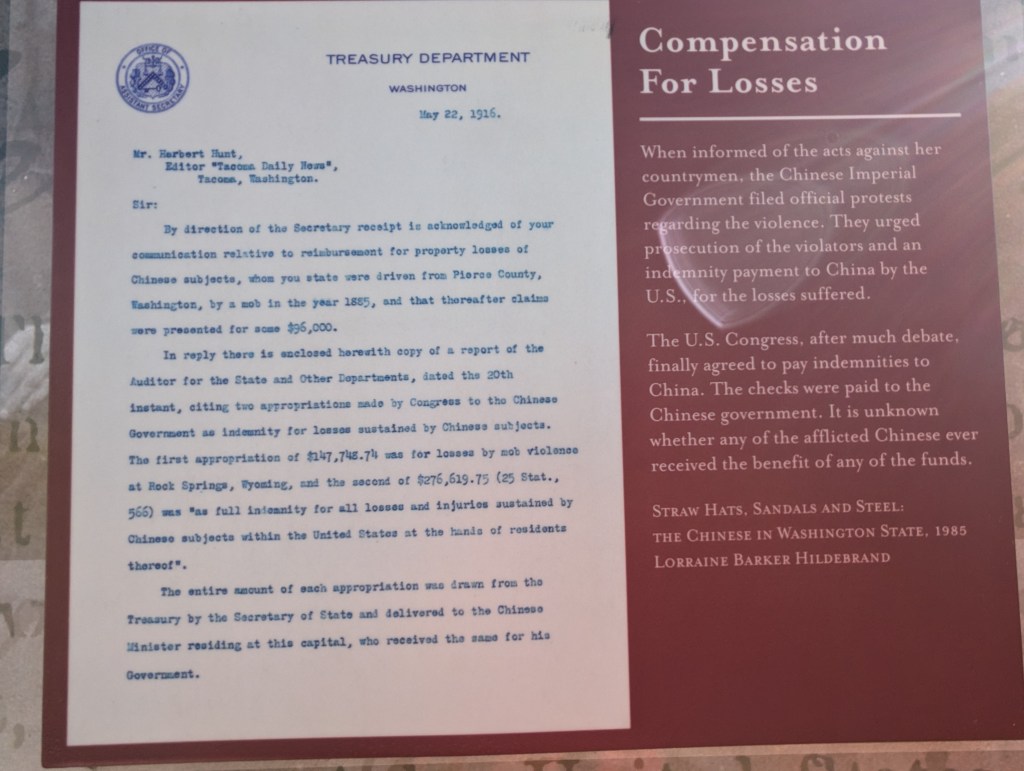 OFFICE OF
ASSISTANT SECRETARY
TREASURY DEPARTMENT
WASHINGTON
May 22, 1916.
Mr. Herbert Hunt,
Editor "Tacoma Daily News",
Tacoma, Washington.
Sir:
By direction of the Secretary receipt is acknowledged of your
communication relative to reimbursement for property losses of
Chinese subjects, whom you state were driven from Pierce County,
Washington, by a mob in the year 1885, and that thereafter claims
were presented for some $96,000.
In reply there is enclosed herewith copy of a report of the
Auditor for the State and Other Departments, dated the 20th
instant, citing two appropriations made by Congress to the Chinese
Government as indemnity for losses sustained by Chinese subjects.
The first appropriation of $147,748.74 was for losses by mob violence
at Rock Springs, Wyoming, and the second of $276,619.75 (25 Stat.,
566) was "as full indemnity for all losses and injuries sustained by
Chinese subjects within the United States at the hands of residents
thereof".
The entire amount of each appropriation was drawn from the
Treasury by the Secretary of State and delivered to the Chinese
Minister residing at this capital, who received the same for his
Government.
Compensation
For Losses
When informed of the acts against her
countrymen, the Chinese Imperial
Government filed official protests
regarding the violence. They urged
prosecution of the violators and an
indemnity payment to China by the
U.S., for the losses suffered.
The U.S. Congress, after much debate,
finally agreed to pay indemnities to
China. The checks were paid to the
Chinese government. It is unknown
whether any of the afflicted Chinese ever
received the benefit of any of the funds.
STRAW HATS, SANDALS AND STEEL:
THE CHINESE IN WASHINGTON STATE, 1985
LORRAINE BARKER HILDEBRAND